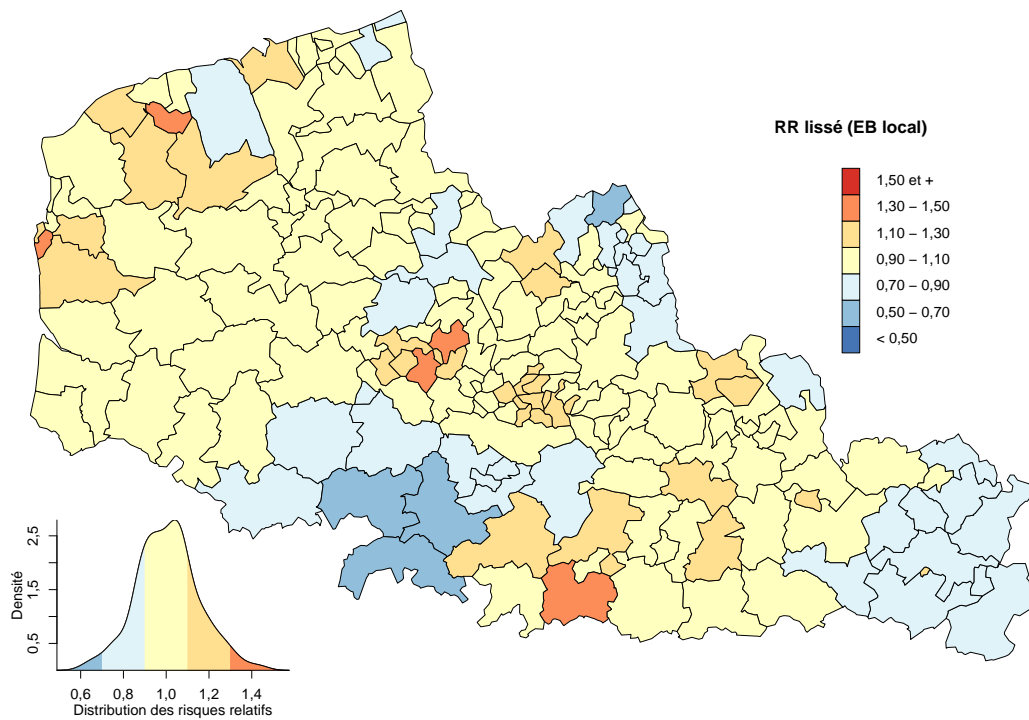 RR lissé (EB local)
1,50 et +
1,30 – 1,50
1,10 – 1,30
0,90 – 1,10
0,70 – 0,90
0,50 – 0,70
< 0,50
Densité
2,5
1,5
0,5
0,6 0,8 1,0 1,2 1,4
Distribution des risques relatifs